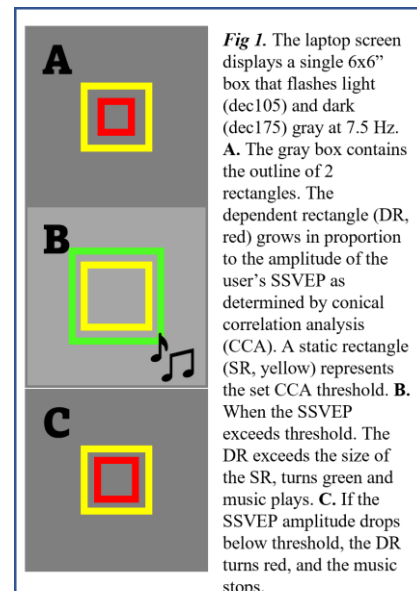 A
B
C
Fig 1. The laptop screen
displays a single 6x6”
box that flashes light
(dec105) and dark
(dec175) gray at 7.5 Hz.
A. The gray box contains
the outline of 2
rectangles. The
dependent rectangle (DR,
red) grows in proportion
to the amplitude of the
user’s SSVEP as
determined by conical
correlation analysis
(CCA). A static rectangle
(SR, yellow) represents
the set CCA threshold. B.
When the SSVEP
exceeds threshold. The
DR exceeds the size of
the SR, turns green and
music plays. C. If the
SSVEP amplitude drops
below threshold, the DR
turns red, and the music
stops.